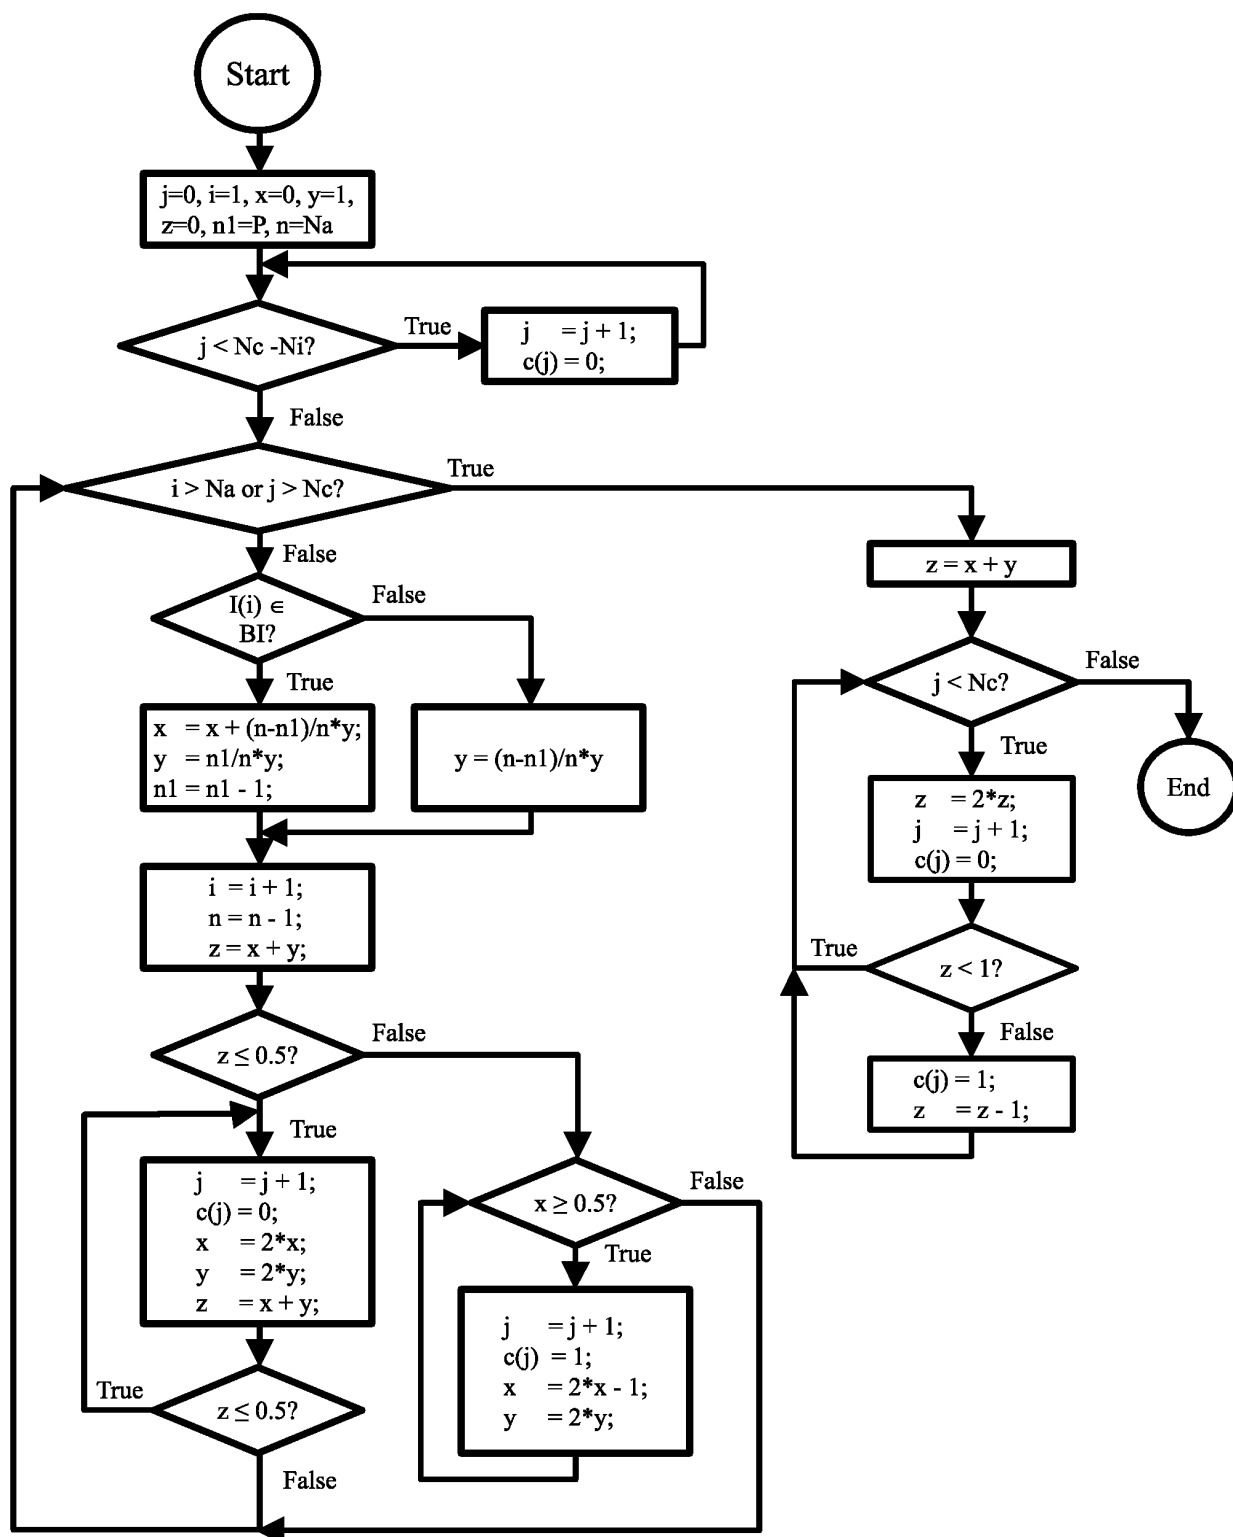 Start
j=0, i=1, x=0, y=1,
z=0, n1=P, n=Na
j < Nc -Ni?
True
j = j + 1;
c(j) = 0;
False
i > Na or j > Nc?
True
False
I(i) ∈
BI?
False
True
x = x + (n-n1)/n*y;
y = n1/n*y;
n1 = n1 - 1;
y = (n-n1)/n*y
i = i + 1;
n = n - 1;
z = x + y;
z ≤ 0.5?
False
True
j = j + 1;
c(j) = 0;
x = 2*x;
y = 2*y;
z = x + y;
z ≤ 0.5?
True
False
x ≥ 0.5?
False
True
j = j + 1;
c(j) = 1;
x = 2*x - 1;
y = 2*y;
z = x + y
j < Nc?
False
End
True
z = 2*z;
j = j + 1;
c(j) = 0;
z < 1?
True
False
c(j) = 1;
z = z - 1;